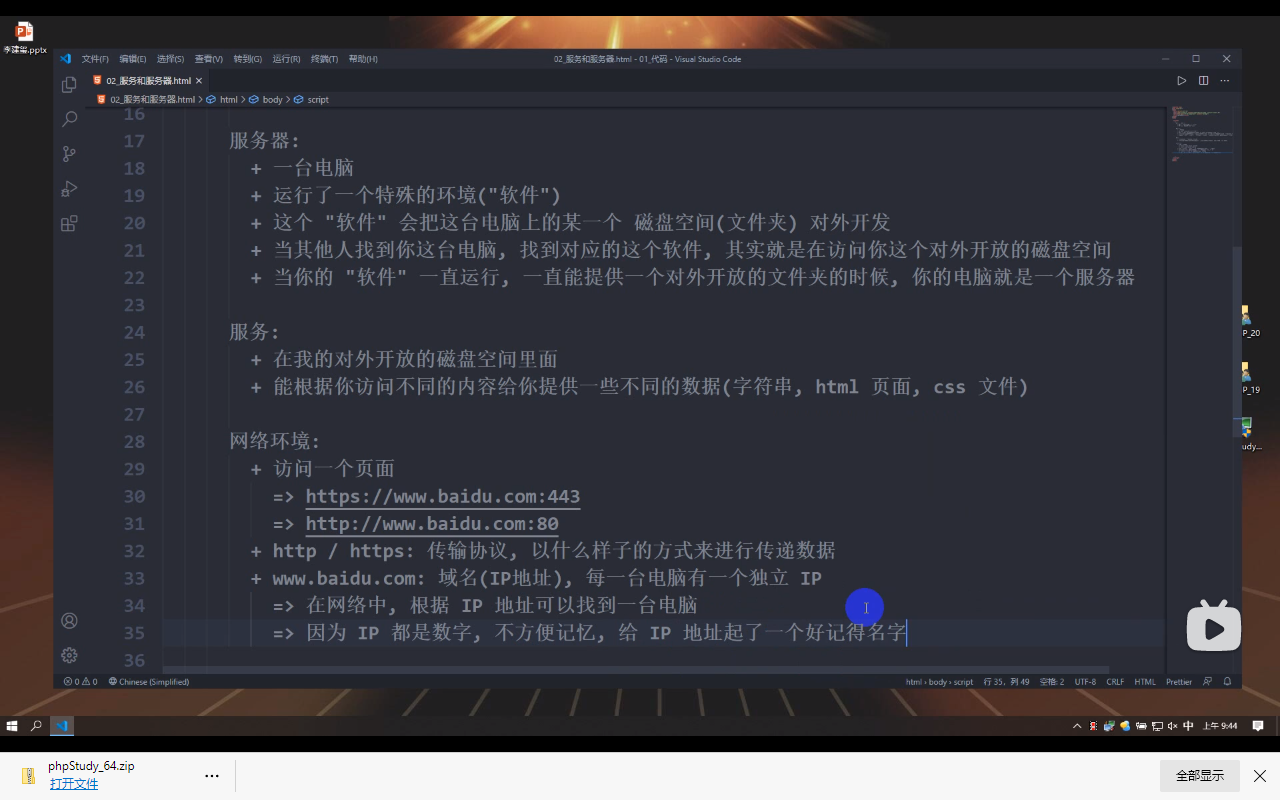 李建玺.pptx
文件(F) 编辑(E) 选择(S) 查看(V) 转到(G) 运行(R) 终端(T) 帮助(H) 02_服务和服务器.html - 01_代码 - Visual Studio Code
02_服务和服务器.html
02_服务和服务器.html > html > body > script
16
17 服务器:
18 + 一台电脑
19 + 运行了一个特殊的环境("软件")
20 + 这个 "软件" 会把这台电脑上的某一个 磁盘空间(文件夹) 对外开发
21 + 当其他人找到你这台电脑, 找到对应的这个软件, 其实就是在访问你这个对外开放的磁盘空间
22 + 当你的 "软件" 一直运行, 一直能提供一个对外开放的文件夹的时候, 你的电脑就是一个服务器
23
24 服务:
25 + 在我的对外开放的磁盘空间里面
26 + 能根据你访问不同的内容给你提供一些不同的数据(字符串, html 页面, css 文件)
27
28 网络环境:
29 + 访问一个页面
30 => https://www.baidu.com:443
31 => http://www.baidu.com:80
32 + http / https: 传输协议, 以什么样子的方式来进行传递数据
33 + www.baidu.com: 域名(IP地址), 每一台电脑有一个独立 IP
34 => 在网络中, 根据 IP 地址可以找到一台电脑
35 => 因为 IP 都是数字, 不方便记忆, 给 IP 地址起了一个好记得名字
36
P_20
P_19
udy...
0 0 Chinese (Simplified) html > body > script 行 35，列 49 空格: 2 UTF-8 CRLF HTML Prettier
中 上午 9:44
phpStudy_64.zip
打开文件
全部显示